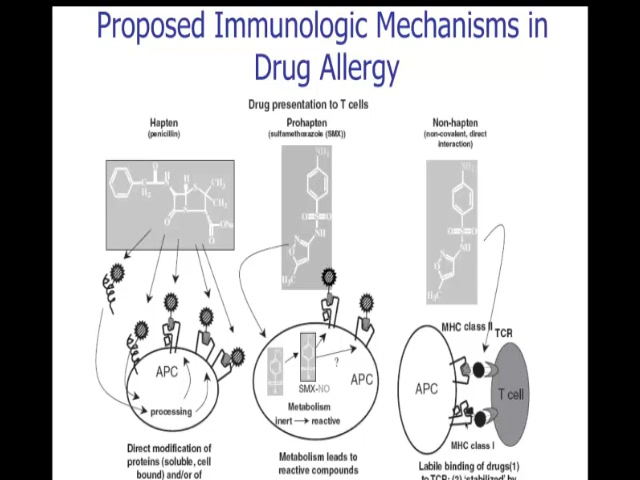 Proposed Immunologic Mechanisms in
Drug Allergy
Drug presentation to T cells
Hapten
(penicillin)
Prohapten
(sulfamethoxazole (SMX))
Non-hapten
(non-covalent, direct
interaction)
MHC class II
TCR
APC
processing
SMX-NO
?
APC
Metabolism
inert → reactive
APC
T cell
MHC class I
Direct modification of
proteins (soluble, cell
bound) and/or of
Metabolism leads to
reactive compounds
Labile binding of drugs(1)
to TCR; (2) 'stabilized' by